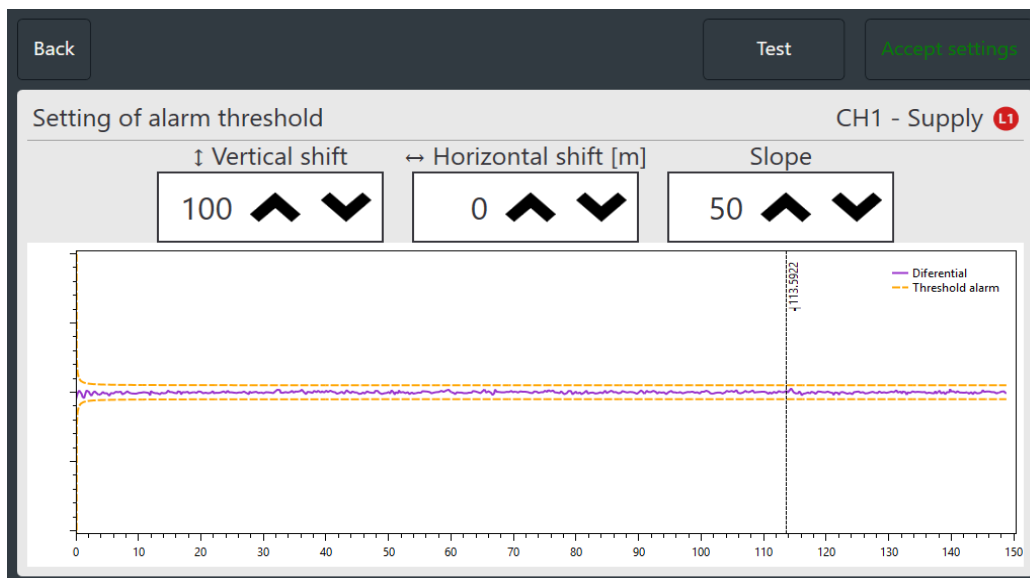 Back
Test
Accept settings
Setting of alarm threshold
CH1 - Supply L1
↕ Vertical shift
↔ Horizontal shift [m]
Slope
100
0
50
113.5922
Diferential
Threshold alarm
0 10 20 30 40 50 60 70 80 90 100 110 120 130 140 150